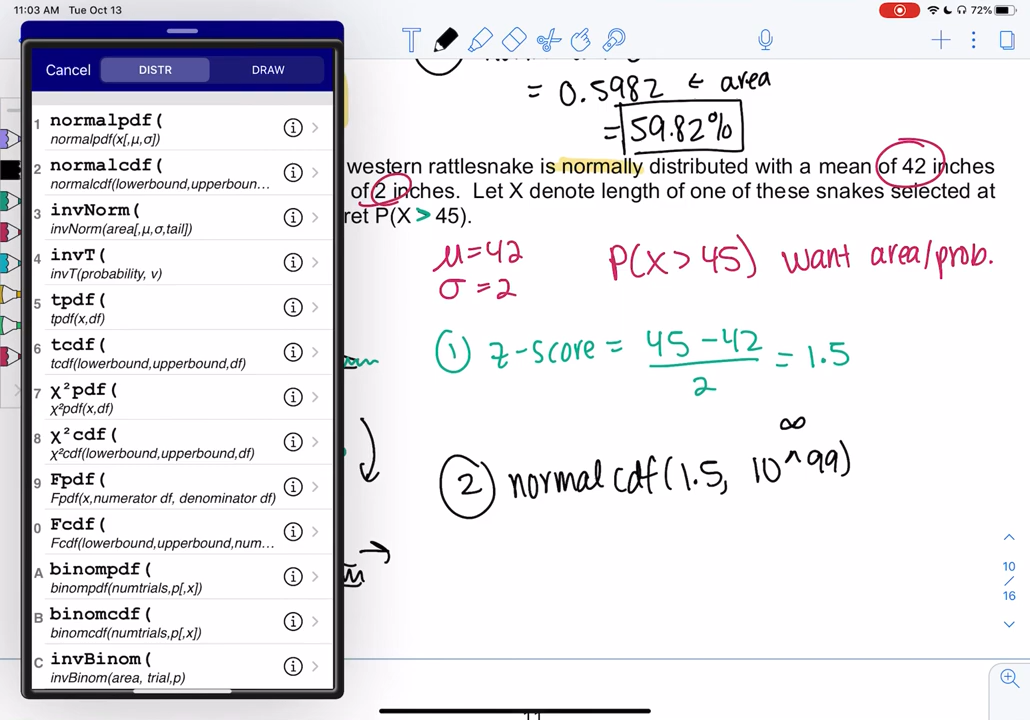 11:03 AM Tue Oct 13
72%
Cancel DISTR DRAW
1 normalpdf(
normalpdf(x[,μ,σ])
2 normalcdf(
normalcdf(lowerbound,upperboun...
3 invNorm(
invNorm(area[,μ,σ,tail])
4 invT(
invT(probability, ν)
5 tpdf(
tpdf(x,df)
6 tcdf(
tcdf(lowerbound,upperbound,df)
7 χ²pdf(
χ²pdf(x,df)
8 χ²cdf(
χ²cdf(lowerbound,upperbound,df)
9 Fpdf(
Fpdf(x,numerator df, denominator df)
0 Fcdf(
Fcdf(lowerbound,upperbound,num...
A binompdf(
binompdf(numtrials,p[,x])
B binomcdf(
binomcdf(numtrials,p[,x])
C invBinom(
invBinom(area, trial,p)
= 0.5982 ← area
= 59.82%
western rattlesnake is normally distributed with a mean of 42 inches
of 2 inches. Let X denote length of one of these snakes selected at
ret P(X > 45).
μ = 42 P(X > 45) want area/prob.
σ = 2
① z-score = 45 - 42 / 2 = 1.5
∞
② normalcdf(1.5, 10^99)
10
/
16